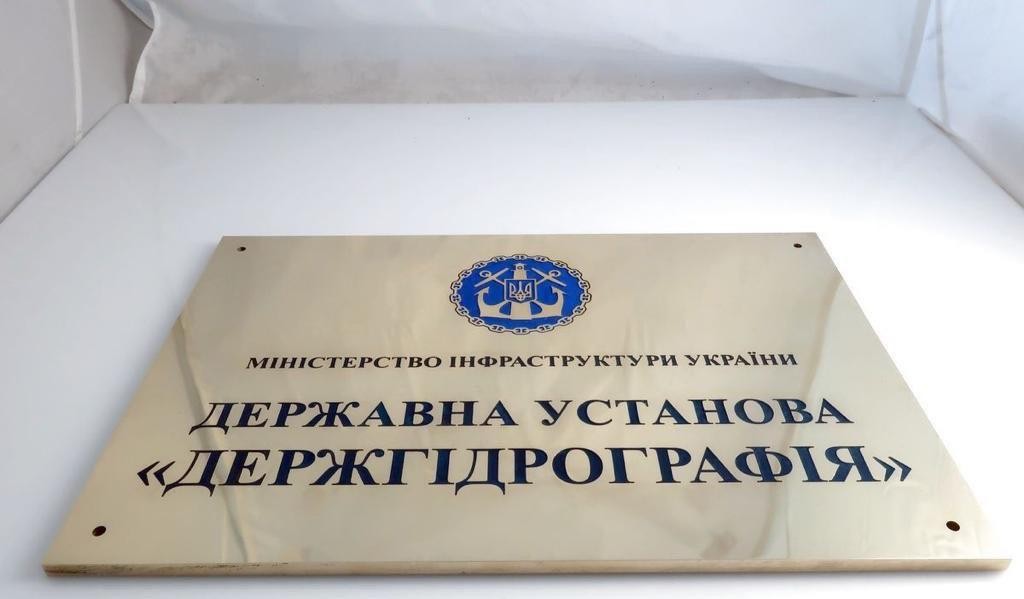 МІНІСТЕРСТВО ІНФРАСТРУКТУРИ УКРАЇНИ
ДЕРЖАВНА УСТАНОВА
«ДЕРЖГІДРОГРАФІЯ»